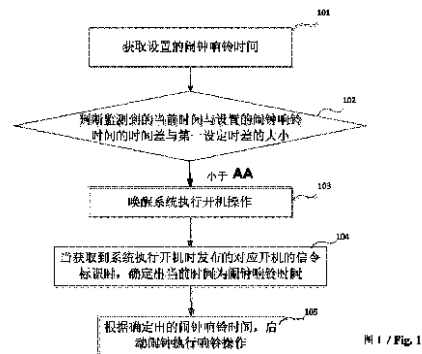 101
获取设置的闹钟响铃时间
102
判断监测到的当前时间与设置的闹钟响铃
时间的时间差与第一设定时差的大小
小于 AA
103
唤醒系统执行开机操作
104
当获取到系统执行开机时发布的对应开机的信令
标识时，确定出当前时间为闹钟响铃时间
105
根据确定出的闹钟响铃时间，启
动闹钟执行响铃操作
图 1 / Fig. 1